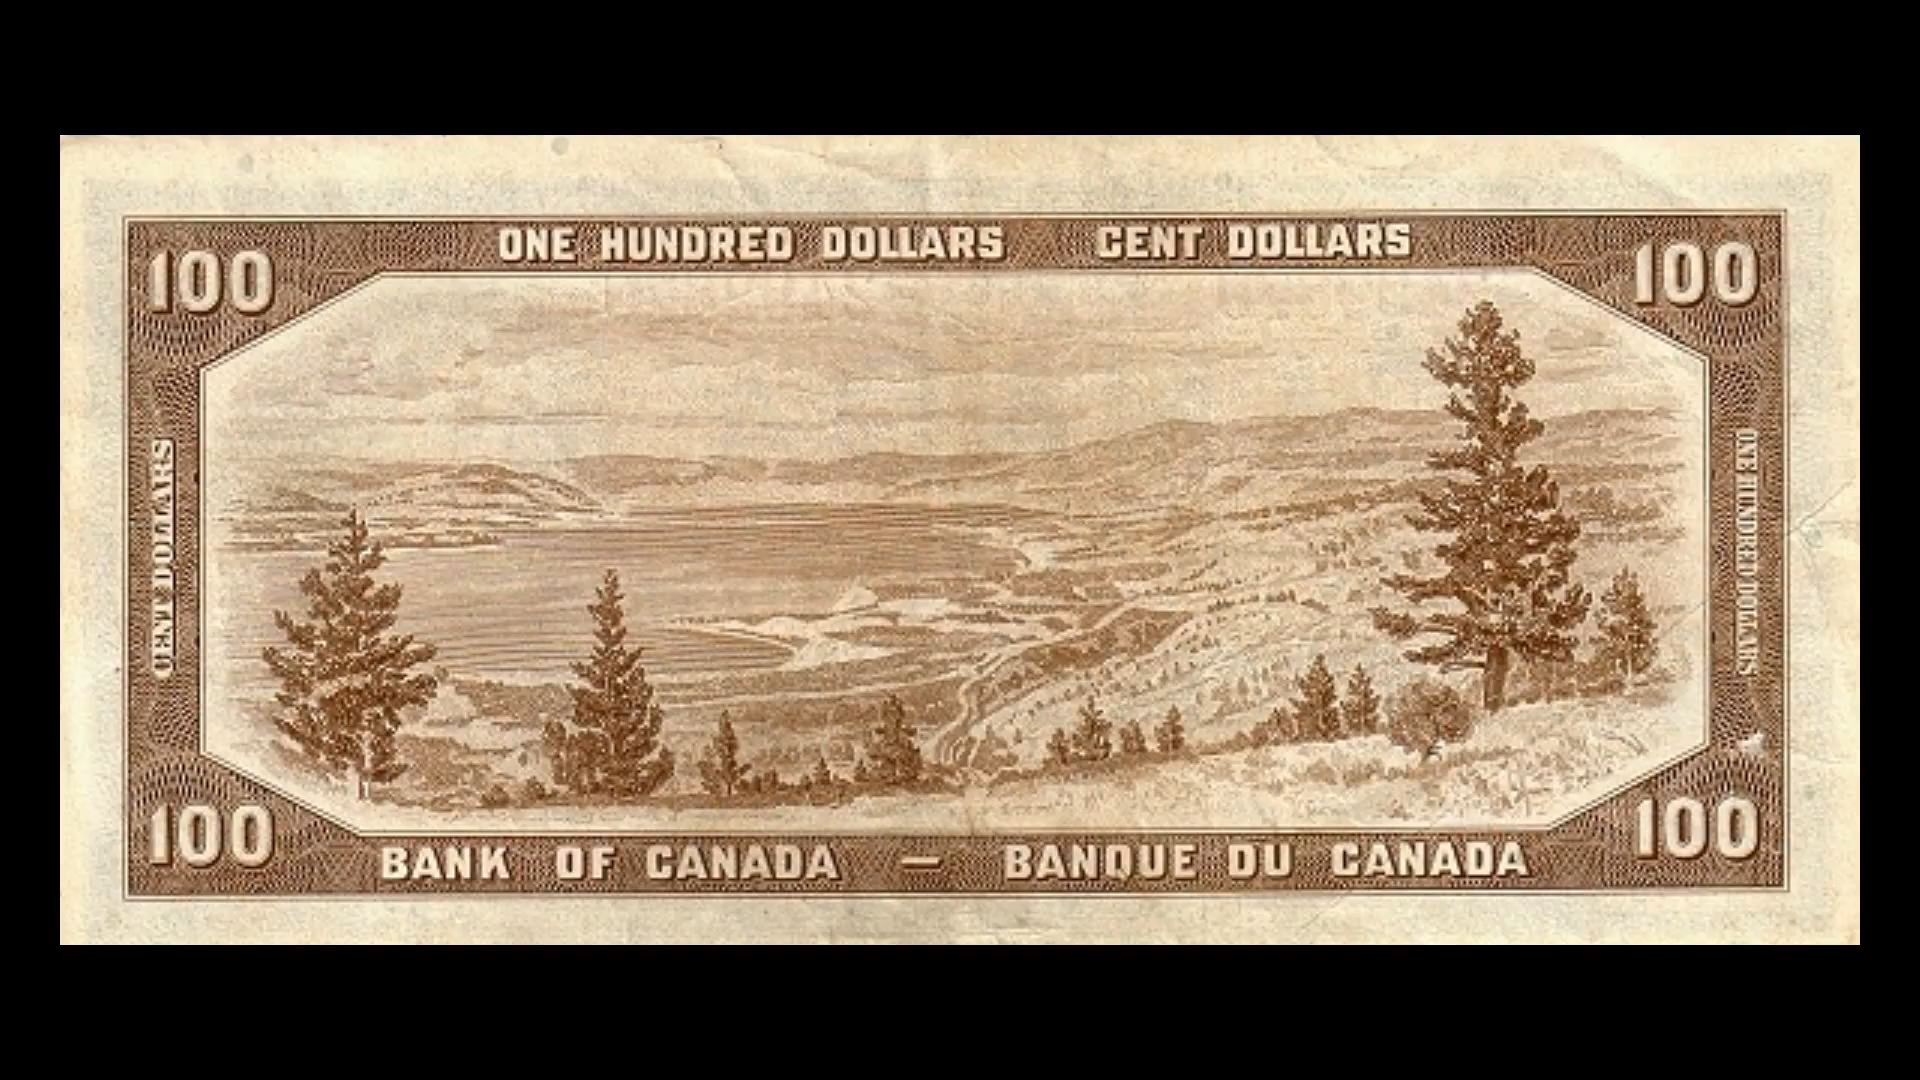 ONE HUNDRED DOLLARS CENT DOLLARS
100
100
CENT DOLLARS
ONE HUNDRED DOLLARS
100
100
BANK OF CANADA — BANQUE DU CANADA